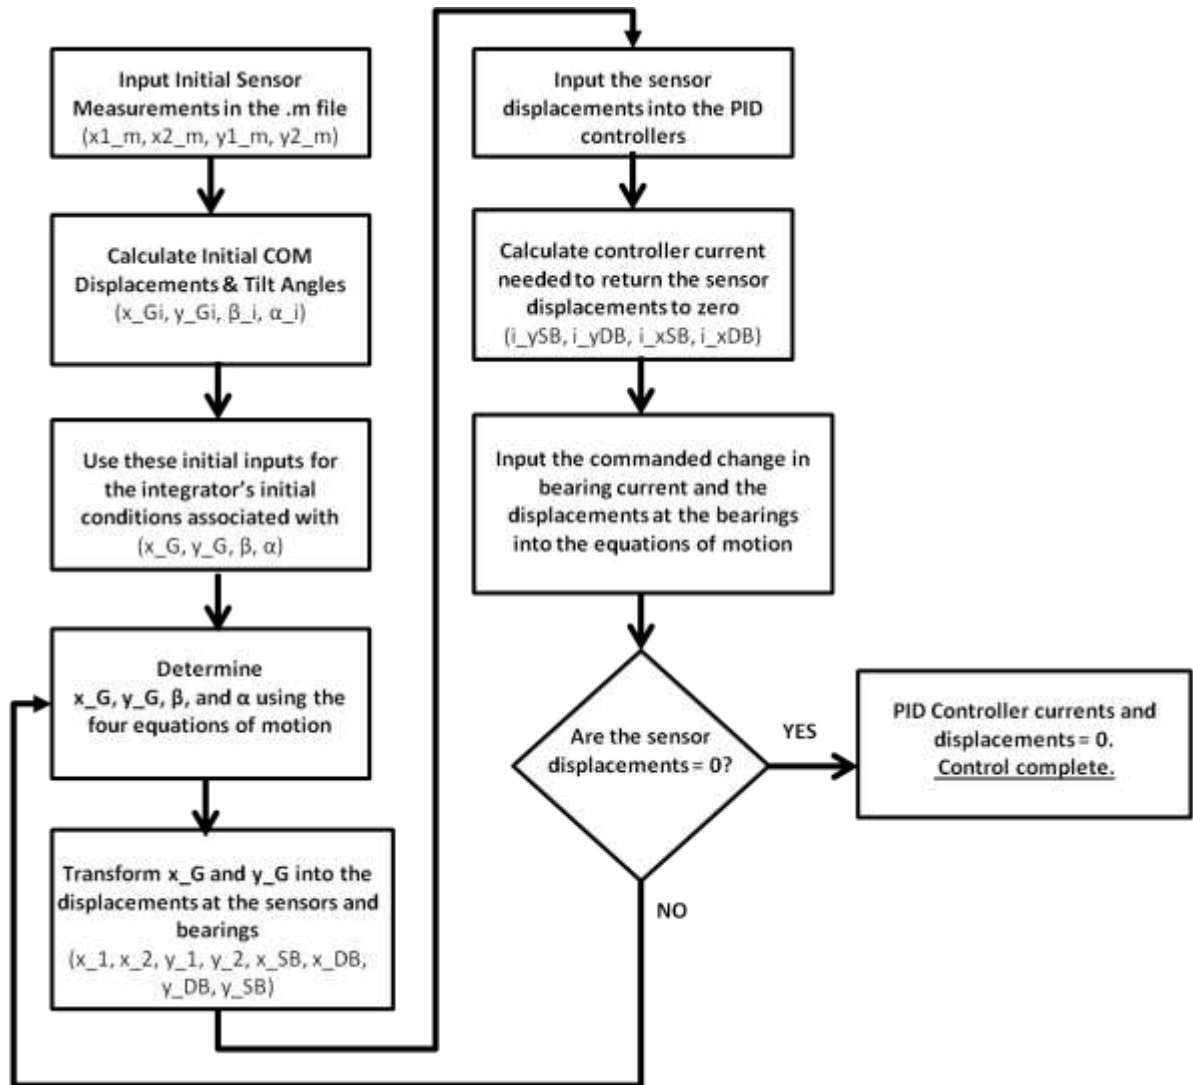 Input Initial Sensor
Measurements in the .m file
(x1_m, x2_m, y1_m, y2_m)
Calculate Initial COM
Displacements & Tilt Angles
(x_Gi, y_Gi, β_i, α_i)
Use these initial inputs for
the integrator's initial
conditions associated with
(x_G, y_G, β, α)
Determine
x_G, y_G, β, and α using the
four equations of motion
Transform x_G and y_G into the
displacements at the sensors and
bearings
(x_1, x_2, y_1, y_2, x_SB, x_DB,
y_DB, y_SB)
Input the sensor
displacements into the PID
controllers
Calculate controller current
needed to return the sensor
displacements to zero
(i_ySB, i_yDB, i_xSB, i_xDB)
Input the commanded change in
bearing current and the
displacements at the bearings
into the equations of motion
Are the sensor
displacements = 0?
YES
NO
PID Controller currents and
displacements = 0.
Control complete.